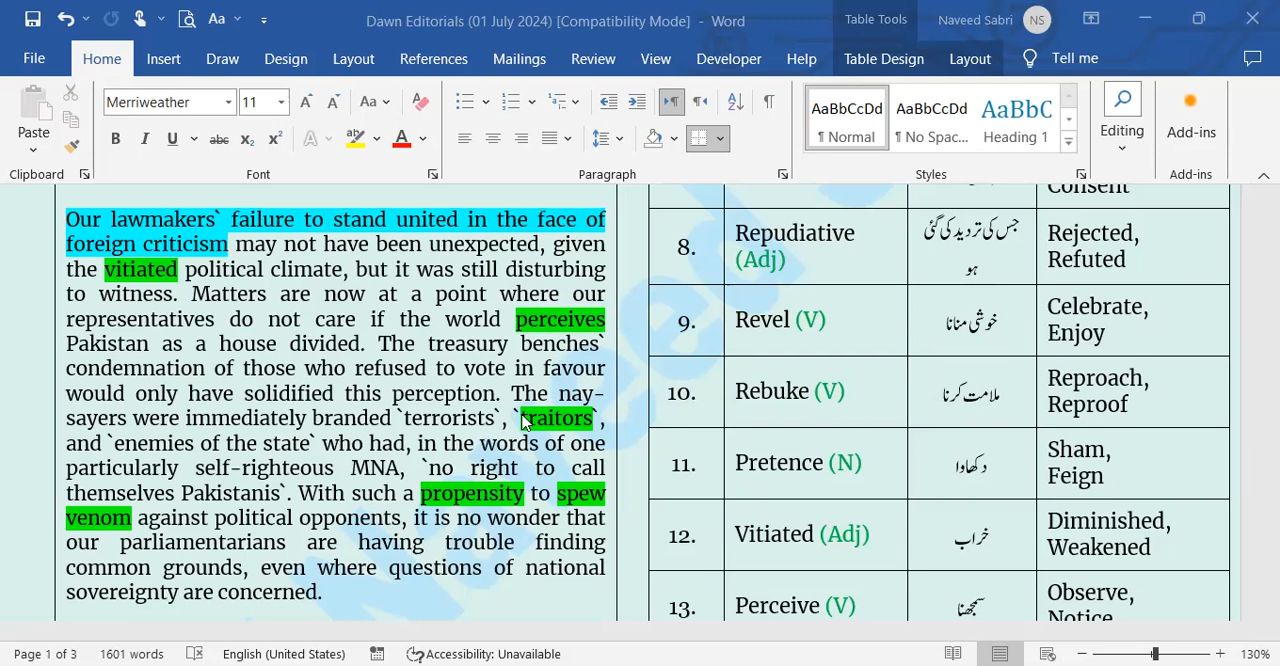 Dawn Editorials (01 July 2024) [Compatibility Mode] - Word
Table Tools
Naveed Sabri
NS
File Home Insert Draw Design Layout References Mailings Review View Developer Help Table Design Layout Tell me
Merriweather 11
Paste
Clipboard Font Paragraph Styles Add-ins
AaBbCcDd AaBbCcDd AaBbC
¶ Normal ¶ No Spac... Heading 1
Editing
Add-ins
Our lawmakers` failure to stand united in the face of
foreign criticism may not have been unexpected, given
the vitiated political climate, but it was still disturbing
to witness. Matters are now at a point where our
representatives do not care if the world perceives
Pakistan as a house divided. The treasury benches`
condemnation of those who refused to vote in favour
would only have solidified this perception. The nay-
sayers were immediately branded `terrorists`, `traitors`,
and `enemies of the state` who had, in the words of one
particularly self-righteous MNA, `no right to call
themselves Pakistanis`. With such a propensity to spew
venom against political opponents, it is no wonder that
our parliamentarians are having trouble finding
common grounds, even where questions of national
sovereignty are concerned.
Consent
8. Repudiative (Adj) جس کی تردید کی گئی ہو Rejected, Refuted
9. Revel (V) خوشی منانا Celebrate, Enjoy
10. Rebuke (V) ملامت کرنا Reproach, Reproof
11. Pretence (N) دکھاوا Sham, Feign
12. Vitiated (Adj) خراب Diminished, Weakened
13. Perceive (V) سمجھنا Observe, Notice
Page 1 of 3 1601 words English (United States) Accessibility: Unavailable 130%